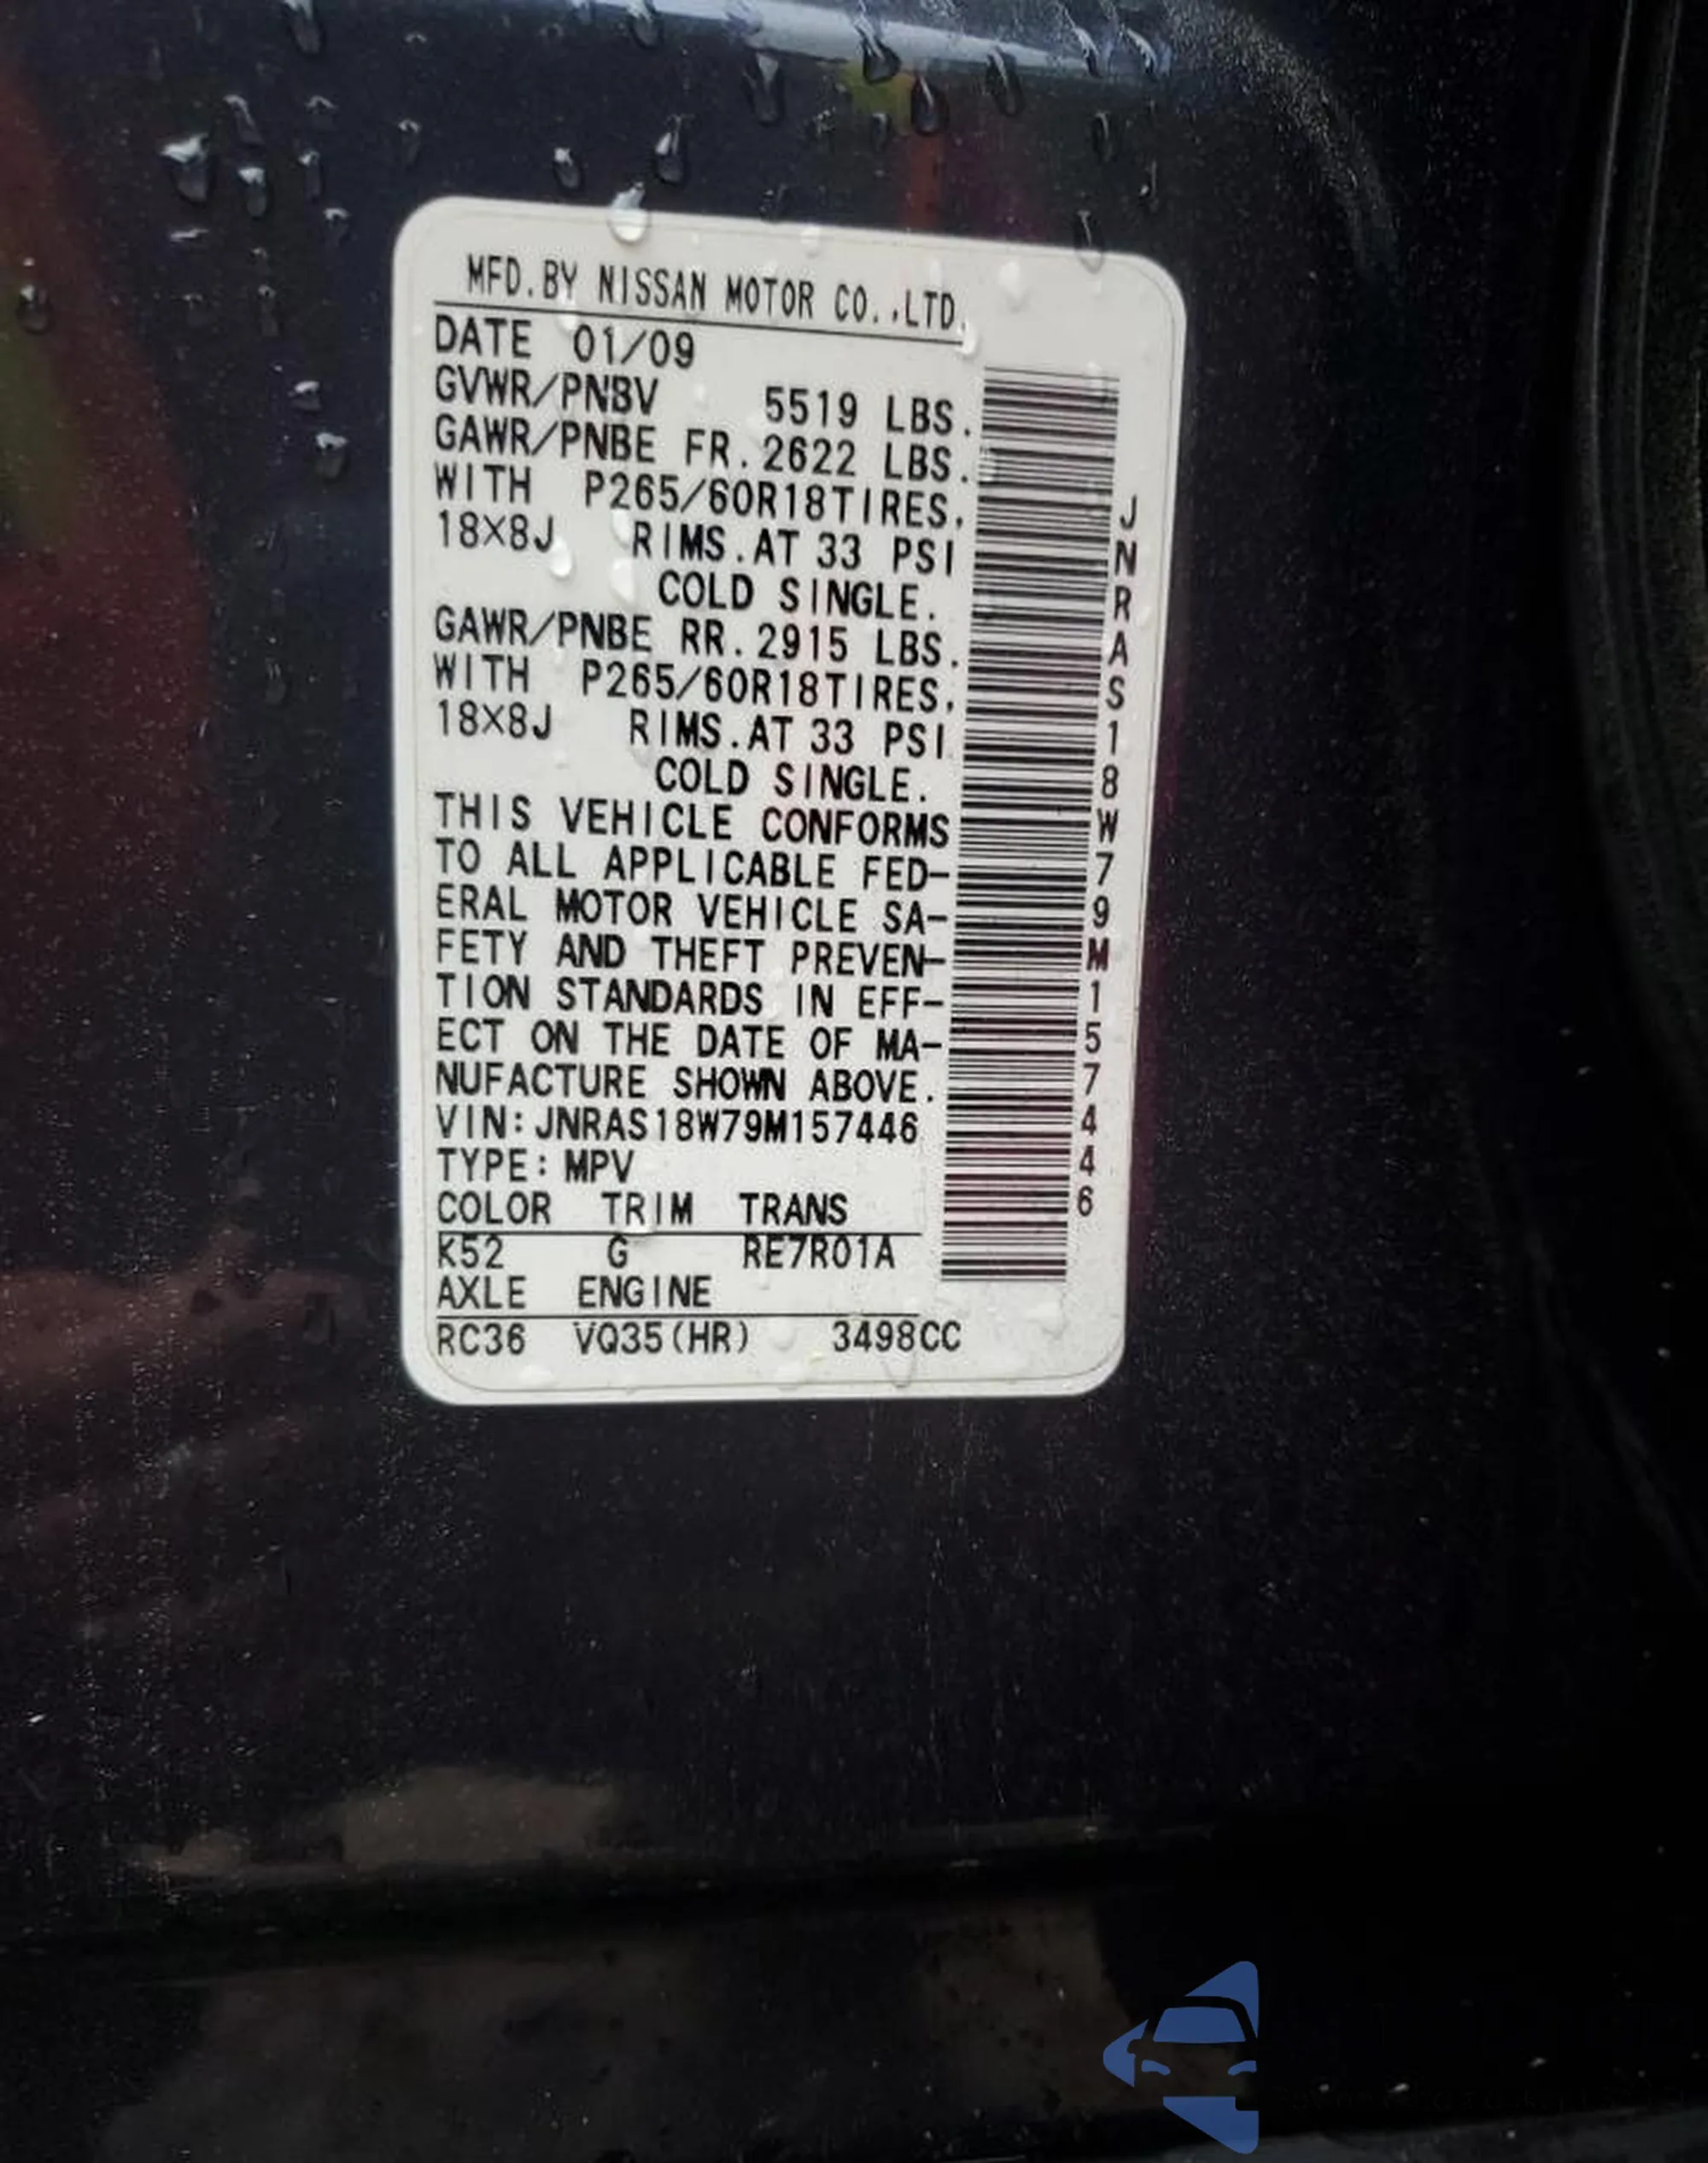 MFD.BY NISSAN MOTOR CO.,LTD.
DATE 01/09
GVWR/PNBV 5519 LBS.
GAWR/PNBE FR.2622 LBS.
WITH P265/60R18TIRES,
18X8J RIMS.AT 33 PSI
COLD SINGLE.
GAWR/PNBE RR.2915 LBS.
WITH P265/60R18TIRES,
18X8J RIMS.AT 33 PSI
COLD SINGLE.
THIS VEHICLE CONFORMS
TO ALL APPLICABLE FED-
ERAL MOTOR VEHICLE SA-
FETY AND THEFT PREVEN-
TION STANDARDS IN EFF-
ECT ON THE DATE OF MA-
NUFACTURE SHOWN ABOVE.
VIN:JNRAS18W79M157446
TYPE:MPV
COLOR TRIM TRANS
K52 G RE7R01A
AXLE ENGINE
RC36 VQ35(HR) 3498CC
JNRAS18W79M157446